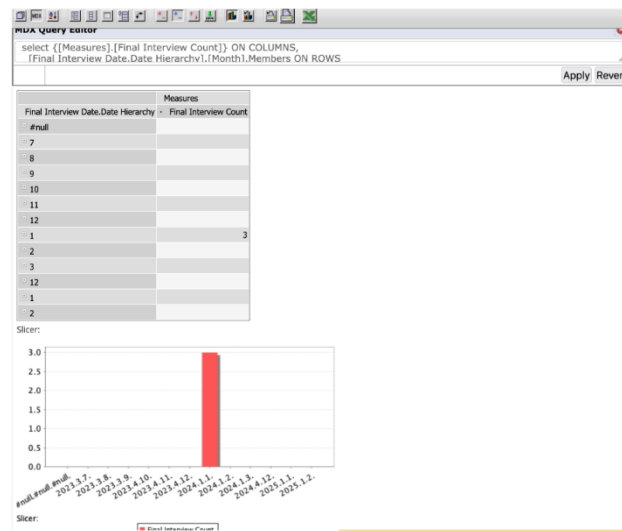 MDX Query Editor
select {[Measures].[Final Interview Count]} ON COLUMNS,
[Final Interview Date.Date Hierarchy].[Month].Members ON ROWS
Apply Rever
Measures
Final Interview Date.Date Hierarchy Final Interview Count
#null
7
8
9
10
11
12
1 3
2
3
12
1
2
Slicer:
3.0
2.5
2.0
1.5
1.0
0.5
0.0
#null.#null.#null. 2023.3.7. 2023.3.8. 2023.3.9. 2023.4.10. 2023.4.11. 2023.4.12. 2024.1.1. 2024.1.2. 2024.1.3. 2024.4.12. 2025.1.1. 2025.1.2.
Slicer:
Final Interview Count